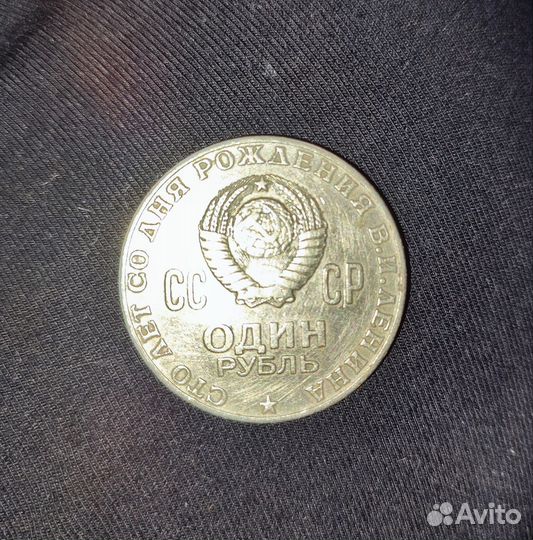 СТО ЛЕТ СО ДНЯ РОЖДЕНИЯ В.И.ЛЕНИНА
СС СР
ОДИН
РУБЛЬ
Avito